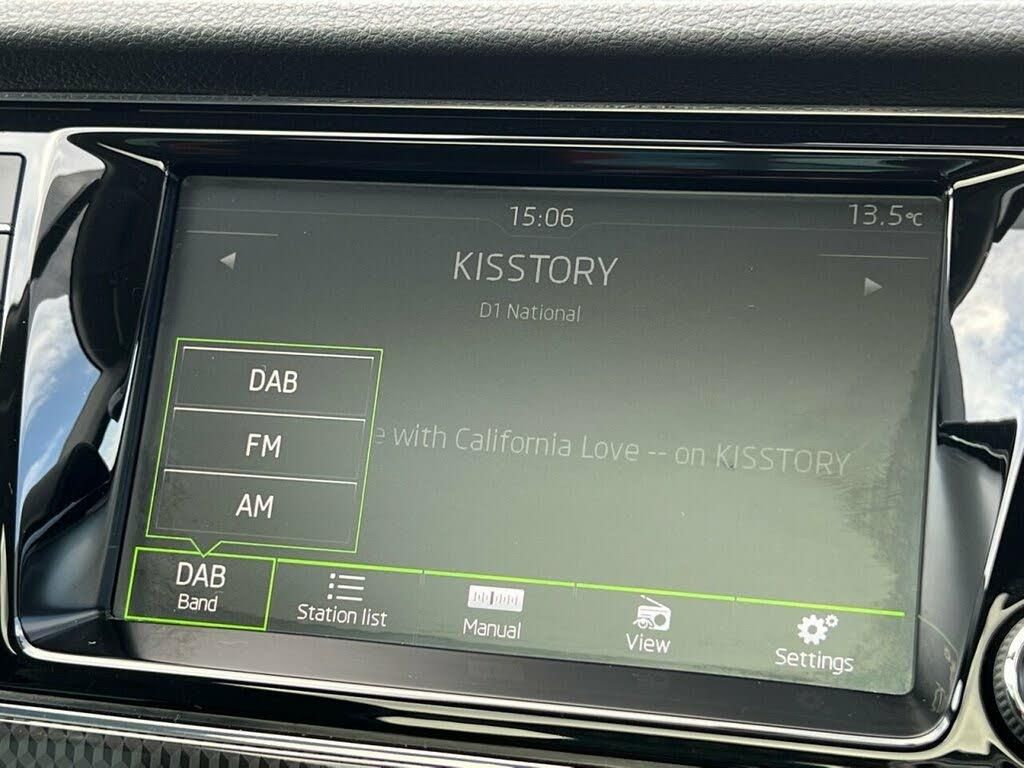 15:06
13.5°C
KISSTORY
D1 National
DAB
FM
with California Love -- on KISSTORY
AM
DAB
Band
Station list
Manual
View
Settings